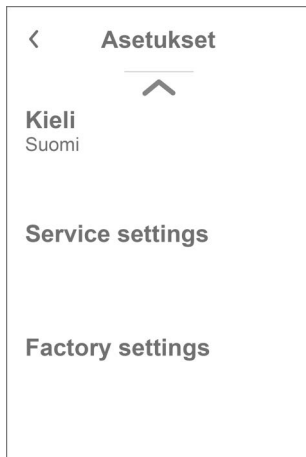 Asetukset
Kieli
Suomi
Service settings
Factory settings